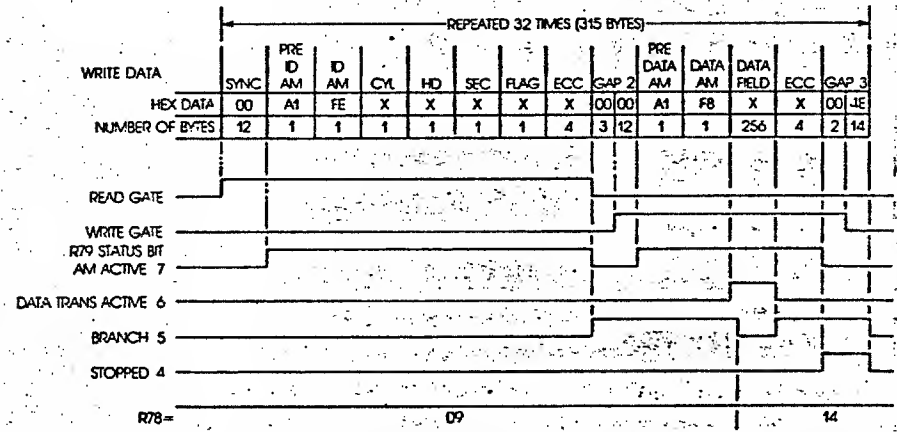 REPEATED 32 TIMES (315 BYTES)
WRITE DATA
SYNC PRE ID AM ID AM CYL HD SEC FLAG ECC GAP 2 PRE DATA AM DATA AM DATA FIELD ECC GAP 3
HEX DATA 00 A1 FE X X X X X 00 00 A1 F8 X X 00 4E
NUMBER OF BYTES 12 1 1 1 1 1 1 4 3 12 1 1 256 4 2 14
READ GATE
WRITE GATE
R79 STATUS BIT
AM ACTIVE 7
DATA TRANS ACTIVE 6
BRANCH 5
STOPPED 4
R78= 09 14